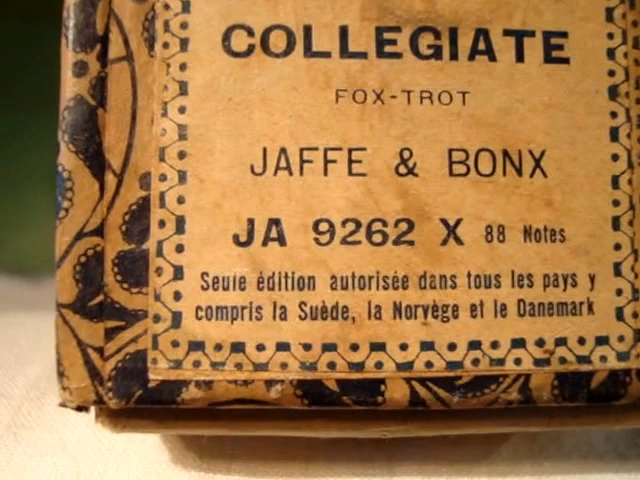 COLLEGIATE
FOX-TROT
JAFFE & BONX
JA 9262 X 88 Notes
Seule édition autorisée dans tous les pays y
compris la Suède, la Norvège et le Danemark